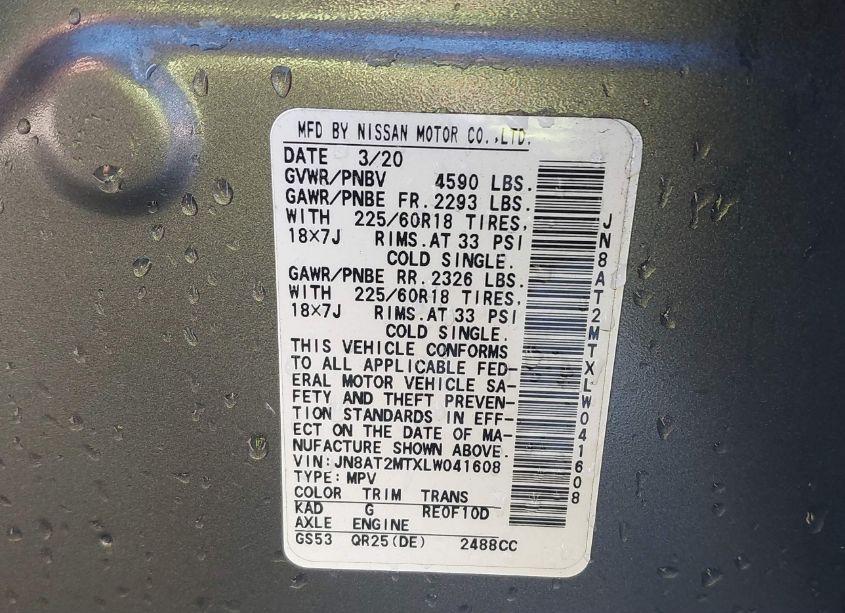 MFD BY NISSAN MOTOR CO.,LTD.
DATE 3/20
GVWR/PNBV 4590 LBS.
GAWR/PNBE FR. 2293 LBS.
WITH 225/60R18 TIRES,
18×7J RIMS. AT 33 PSI
COLD SINGLE.
GAWR/PNBE RR. 2326 LBS.
WITH 225/60R18 TIRES,
18×7J RIMS. AT 33 PSI
COLD SINGLE.
THIS VEHICLE CONFORMS
TO ALL APPLICABLE FED-
ERAL MOTOR VEHICLE SA-
FETY AND THEFT PREVEN-
TION STANDARDS IN EFF-
ECT ON THE DATE OF MA-
NUFACTURE SHOWN ABOVE.
VIN: JN8AT2MTXLW041608
TYPE: MPV
COLOR TRIM TRANS
KAD G RE0F10D
AXLE ENGINE
GS53 QR25(DE) 2488CC
JN8AT2MTXLW041608